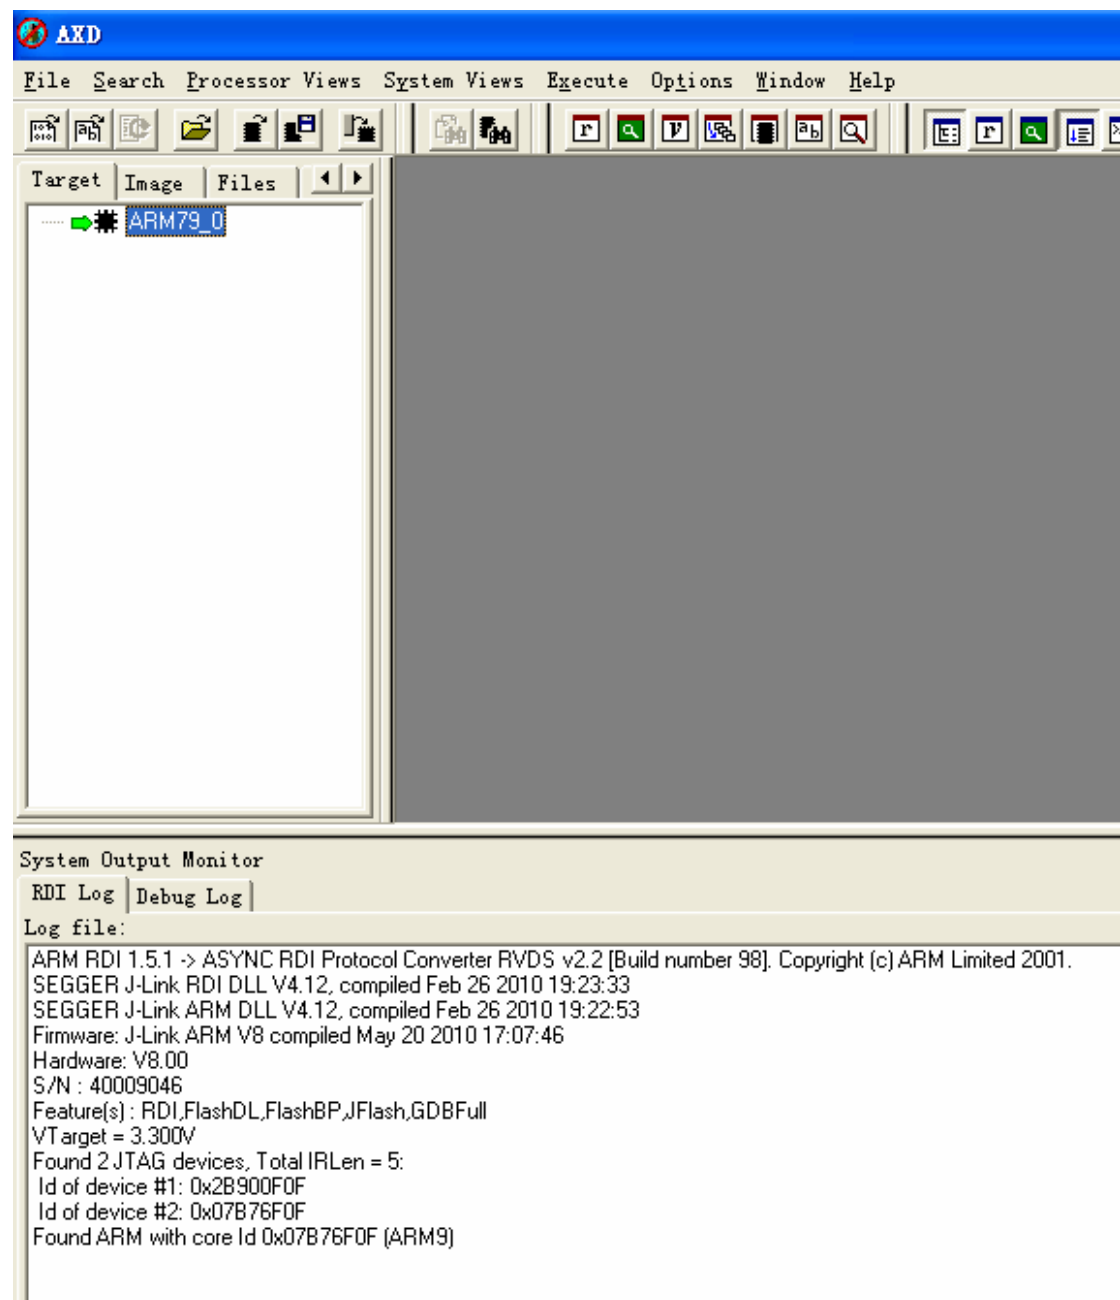 AXD
File Search Processor Views System Views Execute Options Window Help
Target Image Files
ARM79_0
System Output Monitor
RDI Log Debug Log
Log file:
ARM RDI 1.5.1 -> ASYNC RDI Protocol Converter RVDS v2.2 [Build number 98]. Copyright (c) ARM Limited 2001.
SEGGER J-Link RDI DLL V4.12, compiled Feb 26 2010 19:23:33
SEGGER J-Link ARM DLL V4.12, compiled Feb 26 2010 19:22:53
Firmware: J-Link ARM V8 compiled May 20 2010 17:07:46
Hardware: V8.00
S/N : 40009046
Feature(s) : RDI,FlashDL,FlashBP,JFlash,GDBFull
VTarget = 3.300V
Found 2 JTAG devices, Total IRLen = 5:
Id of device #1: 0x2B900F0F
Id of device #2: 0x07B76F0F
Found ARM with core Id 0x07B76F0F (ARM9)